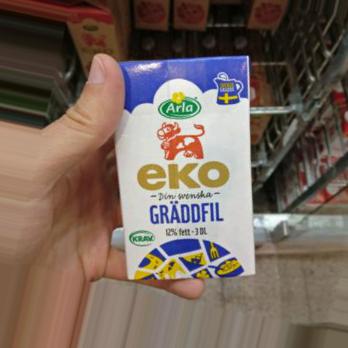 Arla
eko
Din svenska
GRÄDDFIL
12% fett - 3 DL
KRAV